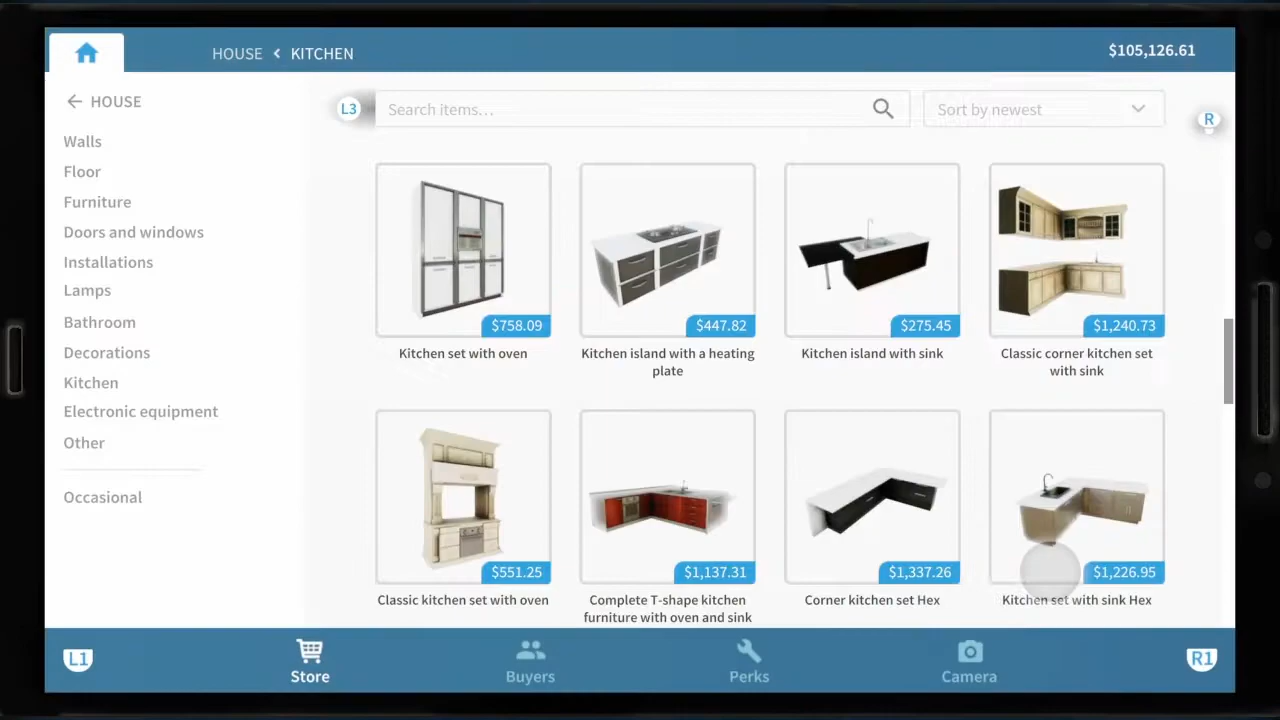 HOUSE < KITCHEN
$105,126.61
← HOUSE
L3
Search items...
Sort by newest
R
Walls
Floor
Furniture
Doors and windows
Installations
Lamps
Bathroom
Decorations
Kitchen
Electronic equipment
Other
Occasional
$758.09
$447.82
$275.45
$1,240.73
Kitchen set with oven
Kitchen island with a heating
plate
Kitchen island with sink
Classic corner kitchen set
with sink
$551.25
$1,137.31
$1,337.26
$1,226.95
Classic kitchen set with oven
Complete T-shape kitchen
furniture with oven and sink
Corner kitchen set Hex
Kitchen set with sink Hex
L1
Store
Buyers
Perks
Camera
R1